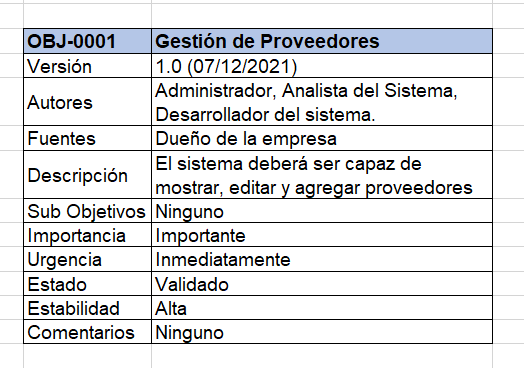 OBJ-0001 Gestión de Proveedores
Versión 1.0 (07/12/2021)
Autores Administrador, Analista del Sistema,
Desarrollador del sistema.
Fuentes Dueño de la empresa
Descripción El sistema deberá ser capaz de
mostrar, editar y agregar proveedores
Sub Objetivos Ninguno
Importancia Importante
Urgencia Inmediatamente
Estado Validado
Estabilidad Alta
Comentarios Ninguno